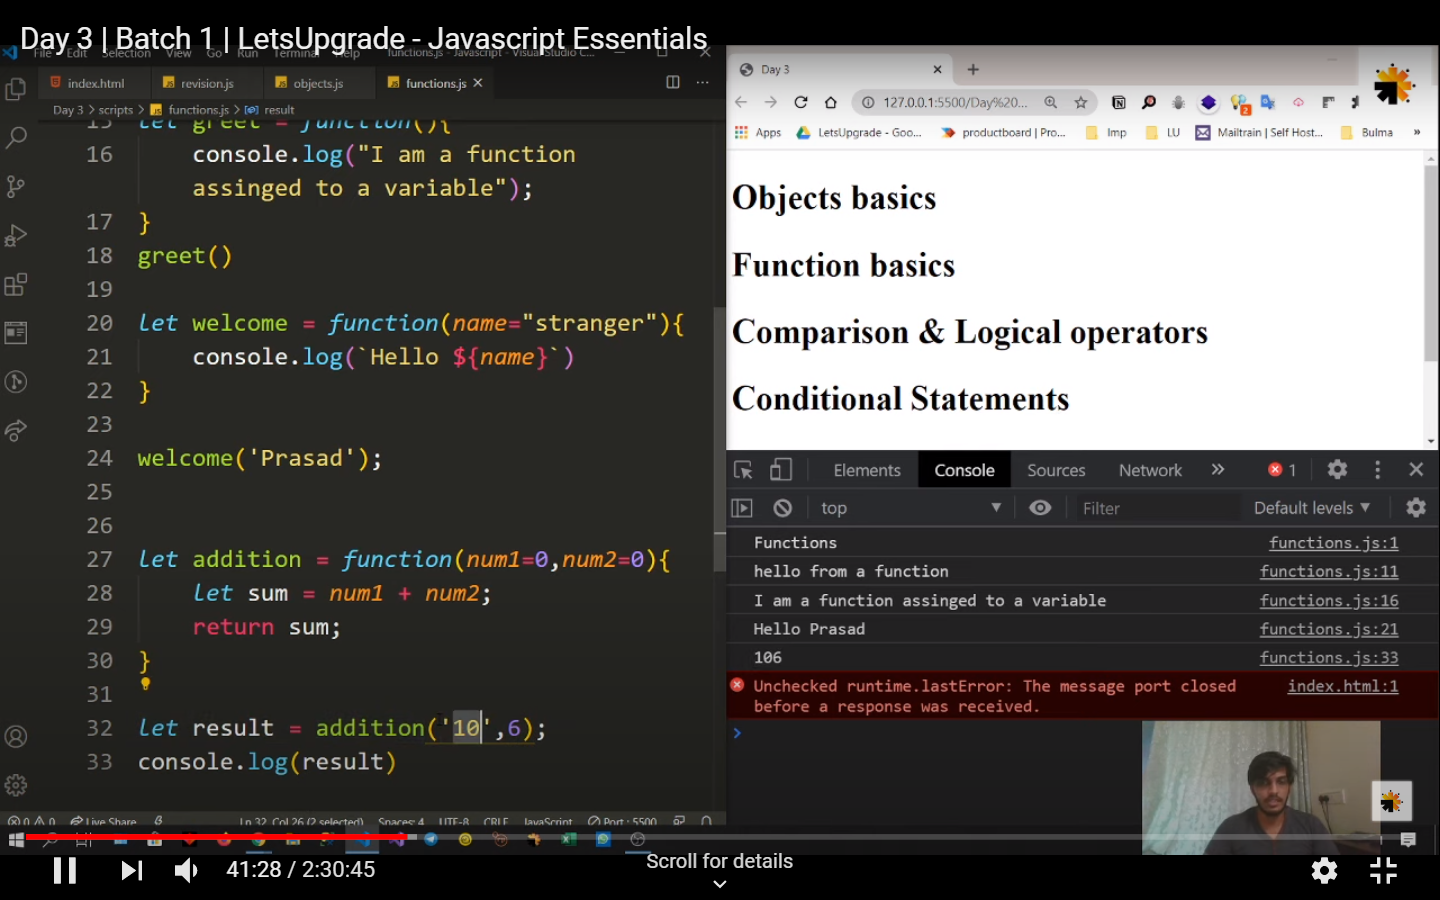 Day 3 | Batch 1 | LetsUpgrade - Javascript Essentials
File Edit Selection View Go Run Terminal Help functions.js - Javascript - Visual Studio C...
index.html revision.js objects.js functions.js
Day 3 > scripts > functions.js > result
15 let greet = function(){
16 console.log("I am a function
assinged to a variable");
17 }
18 greet()
19
20 let welcome = function(name="stranger"){
21 console.log(`Hello ${name}`)
22 }
23
24 welcome('Prasad');
25
26
27 let addition = function(num1=0,num2=0){
28 let sum = num1 + num2;
29 return sum;
30 }
31
32 let result = addition('10',6);
33 console.log(result)
0 0 Live Share Ln 32, Col 26 (2 selected) Spaces: 4 UTF-8 CRLF JavaScript Port : 5500
Day 3
127.0.0.1:5500/Day%20...
2
Apps LetsUpgrade - Goo... productboard | Pro... Imp LU Mailtrain | Self Host... Bulma »
Objects basics
Function basics
Comparison & Logical operators
Conditional Statements
Elements Console Sources Network » 1
top Filter Default levels
Functions functions.js:1
hello from a function functions.js:11
I am a function assinged to a variable functions.js:16
Hello Prasad functions.js:21
106 functions.js:33
Unchecked runtime.lastError: The message port closed index.html:1
before a response was received.
41:28 / 2:30:45
Scroll for details